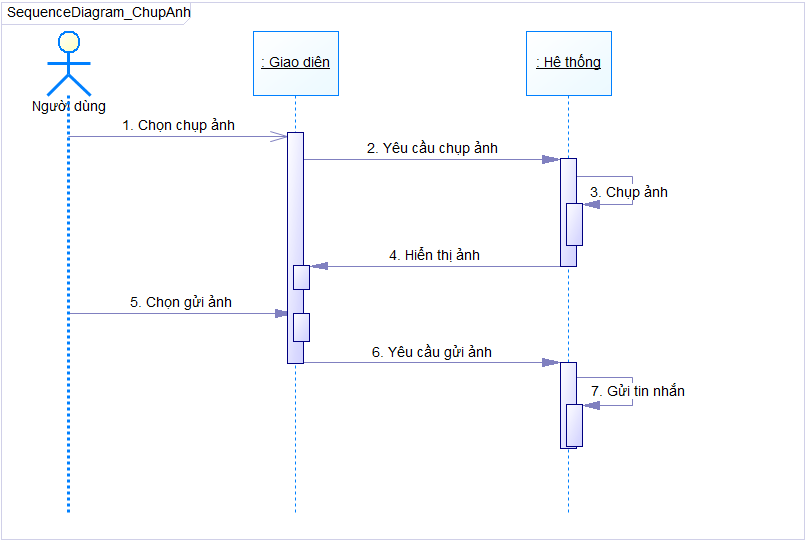 SequenceDiagram_ChupAnh
Người dùng
: Giao diên
: Hê thống
1. Chọn chụp ảnh
2. Yêu cầu chụp ảnh
3. Chụp ảnh
4. Hiển thị ảnh
5. Chọn gửi ảnh
6. Yêu cầu gửi ảnh
7. Gửi tin nhắn